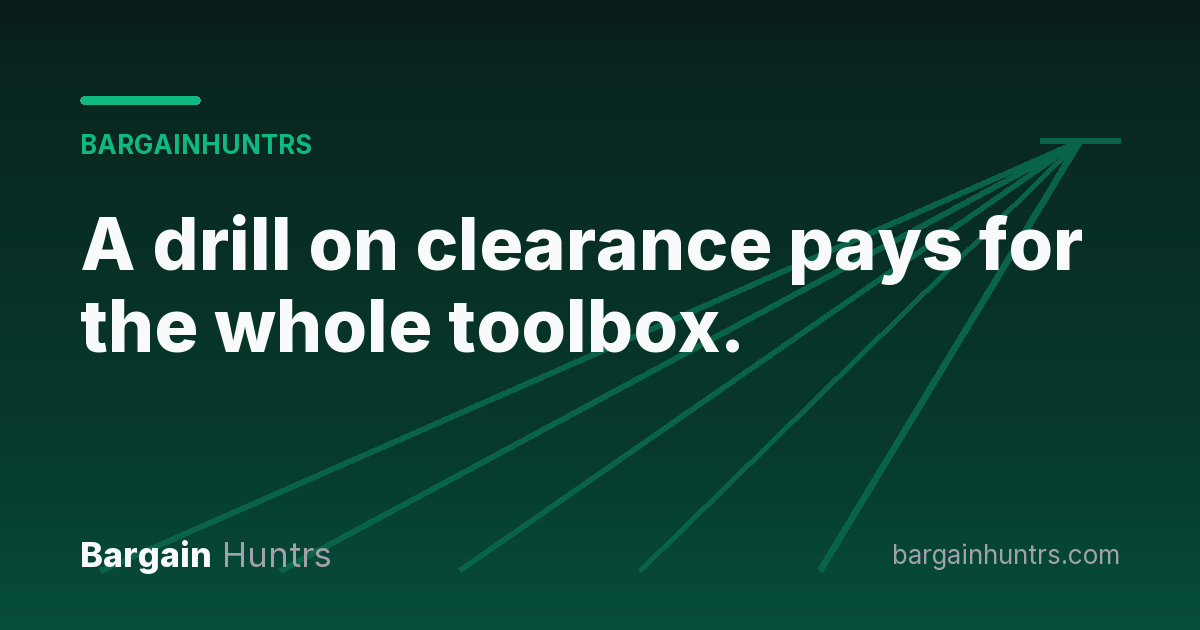 BARGAINHUNTRS
A drill on clearance pays for
the whole toolbox.
Bargain Huntrs
bargainhuntrs.com